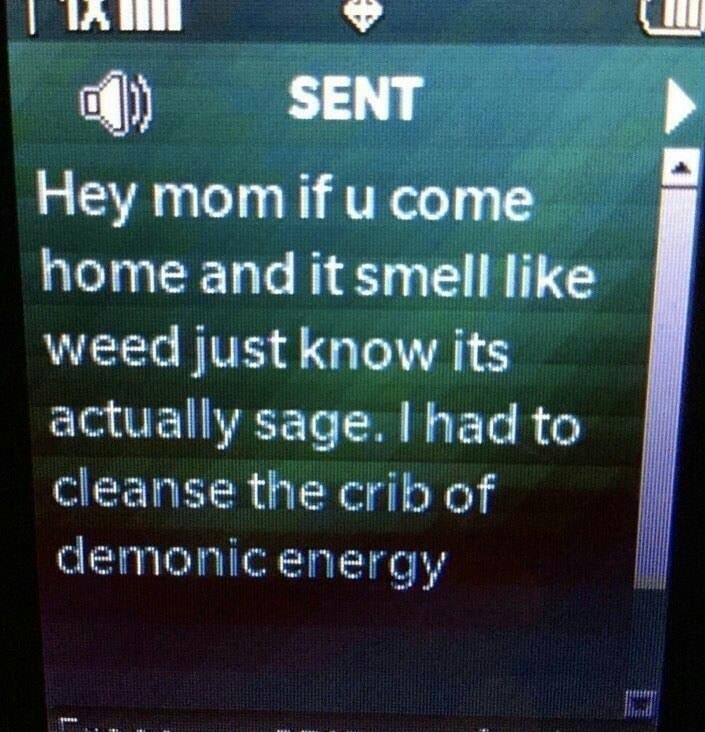 1X
SENT
Hey mom if u come
home and it smell like
weed just know its
actually sage. I had to
cleanse the crib of
demonic energy